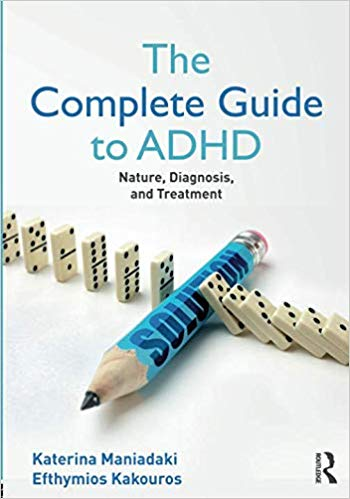 The
Complete Guide
to ADHD
Nature, Diagnosis,
and Treatment
SOLUTION
Katerina Maniadaki
Efthymios Kakouros
ROUTLEDGE